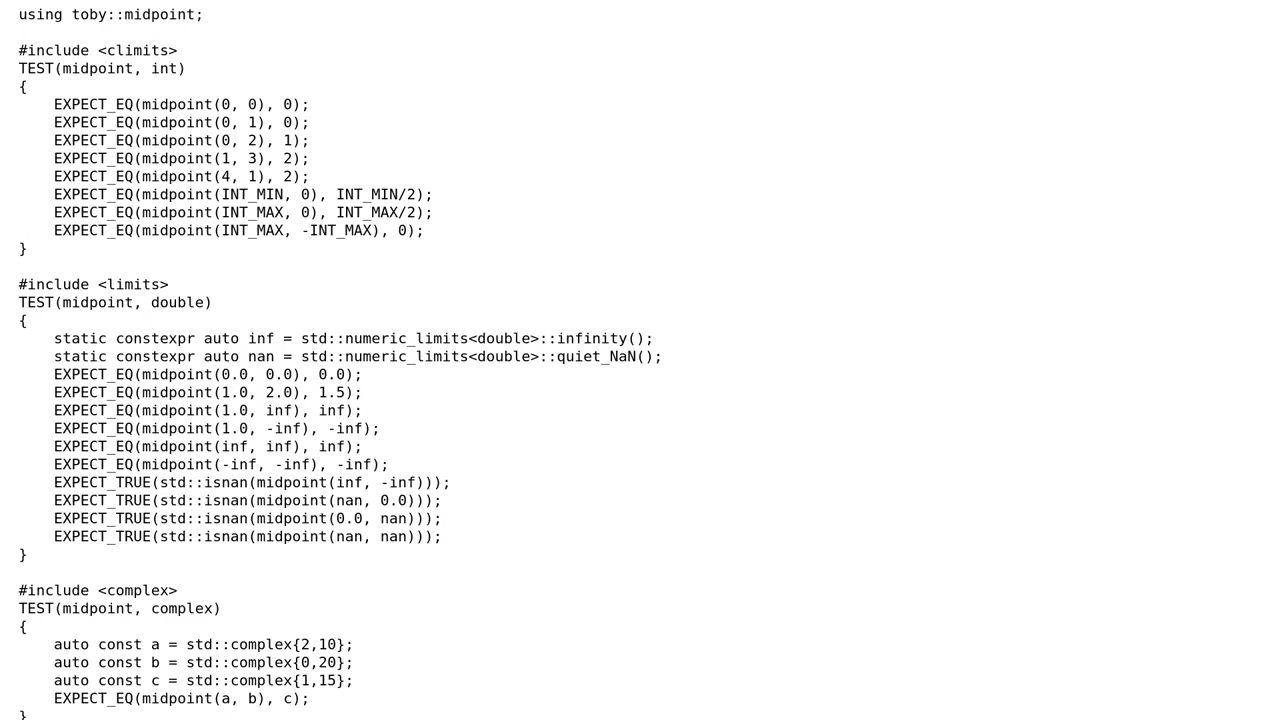 using toby::midpoint;
#include <climits>
TEST(midpoint, int)
{
    EXPECT_EQ(midpoint(0, 0), 0);
    EXPECT_EQ(midpoint(0, 1), 0);
    EXPECT_EQ(midpoint(0, 2), 1);
    EXPECT_EQ(midpoint(1, 3), 2);
    EXPECT_EQ(midpoint(4, 1), 2);
    EXPECT_EQ(midpoint(INT_MIN, 0), INT_MIN/2);
    EXPECT_EQ(midpoint(INT_MAX, 0), INT_MAX/2);
    EXPECT_EQ(midpoint(INT_MAX, -INT_MAX), 0);
}
#include <limits>
TEST(midpoint, double)
{
    static constexpr auto inf = std::numeric_limits<double>::infinity();
    static constexpr auto nan = std::numeric_limits<double>::quiet_NaN();
    EXPECT_EQ(midpoint(0.0, 0.0), 0.0);
    EXPECT_EQ(midpoint(1.0, 2.0), 1.5);
    EXPECT_EQ(midpoint(1.0, inf), inf);
    EXPECT_EQ(midpoint(1.0, -inf), -inf);
    EXPECT_EQ(midpoint(inf, inf), inf);
    EXPECT_EQ(midpoint(-inf, -inf), -inf);
    EXPECT_TRUE(std::isnan(midpoint(inf, -inf)));
    EXPECT_TRUE(std::isnan(midpoint(nan, 0.0)));
    EXPECT_TRUE(std::isnan(midpoint(0.0, nan)));
    EXPECT_TRUE(std::isnan(midpoint(nan, nan)));
}
#include <complex>
TEST(midpoint, complex)
{
    auto const a = std::complex{2,10};
    auto const b = std::complex{0,20};
    auto const c = std::complex{1,15};
    EXPECT_EQ(midpoint(a, b), c);
}